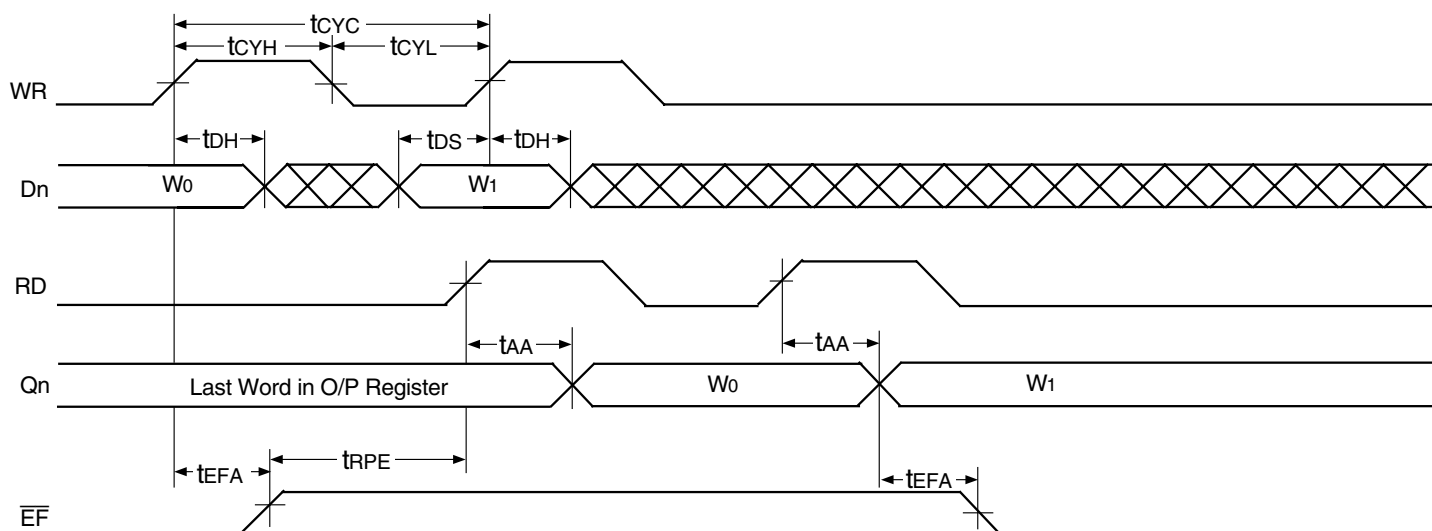 tCYC
tCYH
tCYL
WR
tDH
tDS
tDH
Dn
W0
W1
RD
tAA
tAA
Qn
Last Word in O/P Register
W0
W1
tEFA
tRPE
tEFA
EF